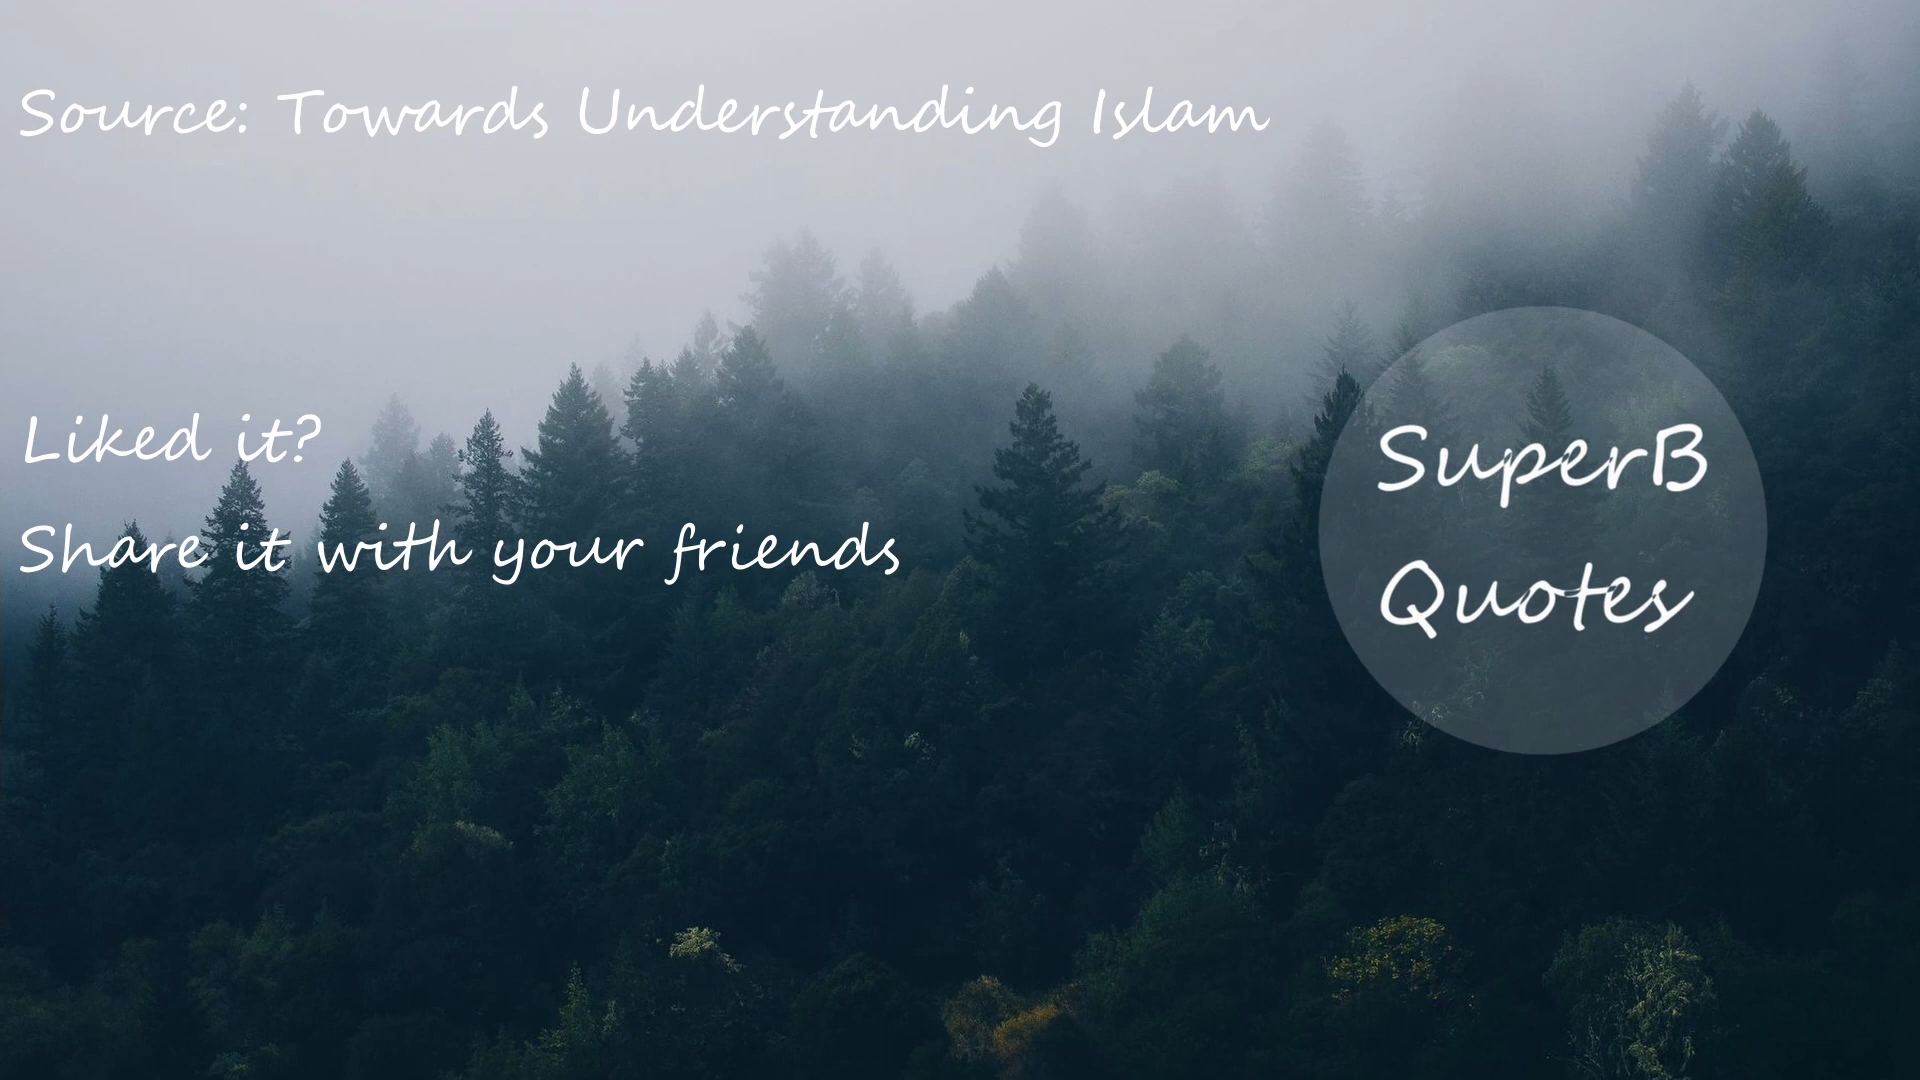 Source: Towards Understanding Islam
Liked it?
Share it with your friends
SuperB
Quotes